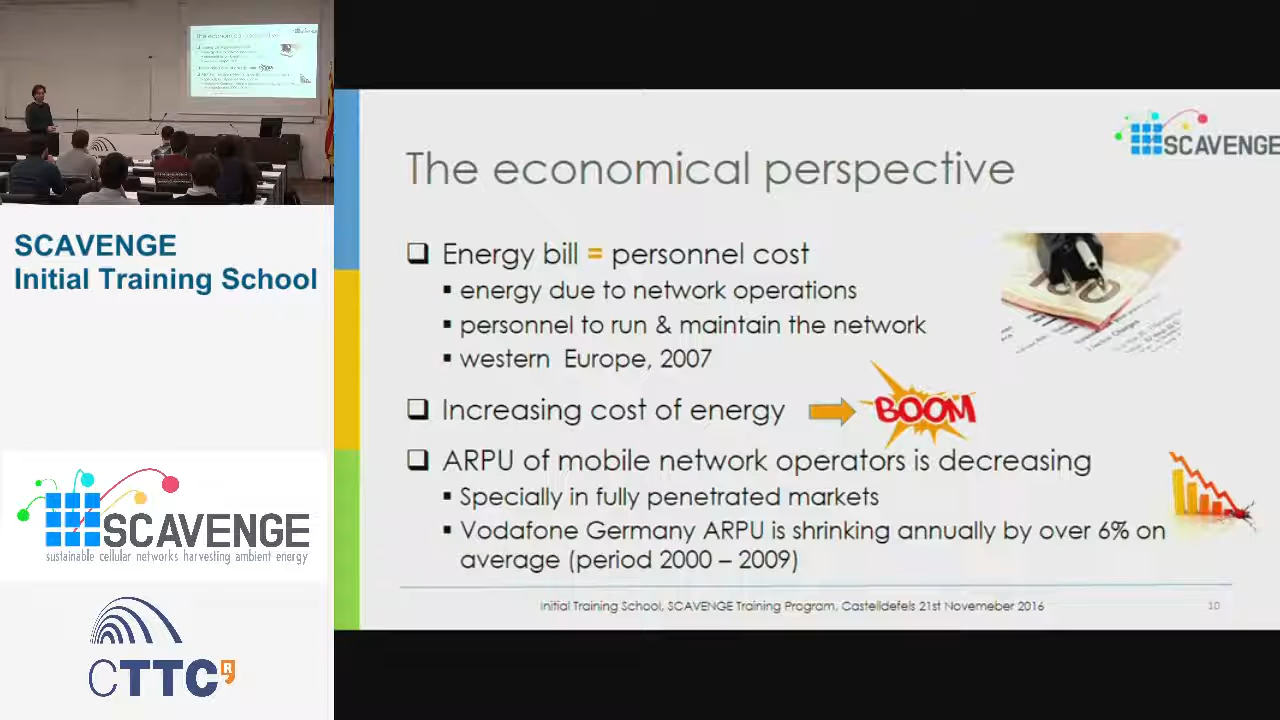 SCAVENGE
Initial Training School
SCAVENGE
sustainable cellular networks harvesting ambient energy
CTTC R
SCAVENGE
The economical perspective
Energy bill = personnel cost
energy due to network operations
personnel to run & maintain the network
western Europe, 2007
Increasing cost of energy
BOOM
ARPU of mobile network operators is decreasing
Specially in fully penetrated markets
Vodafone Germany ARPU is shrinking annually by over 6% on
average (period 2000 – 2009)
Initial Training School, SCAVENGE Training Program, Castelldefels 21st Novemeber 2016
10